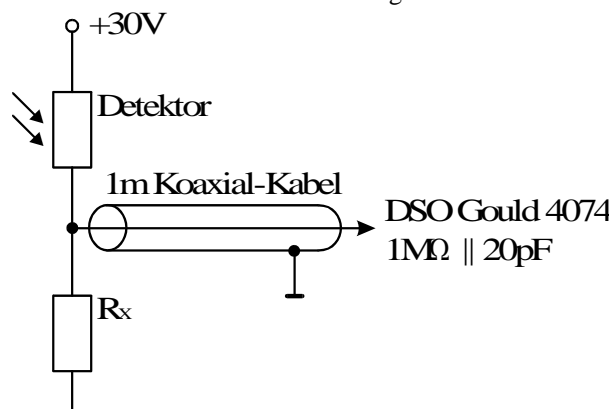 g
+30V
Detektor
1m Koaxial-Kabel
DSO Gould 4074
1MΩ || 20pF
Rx